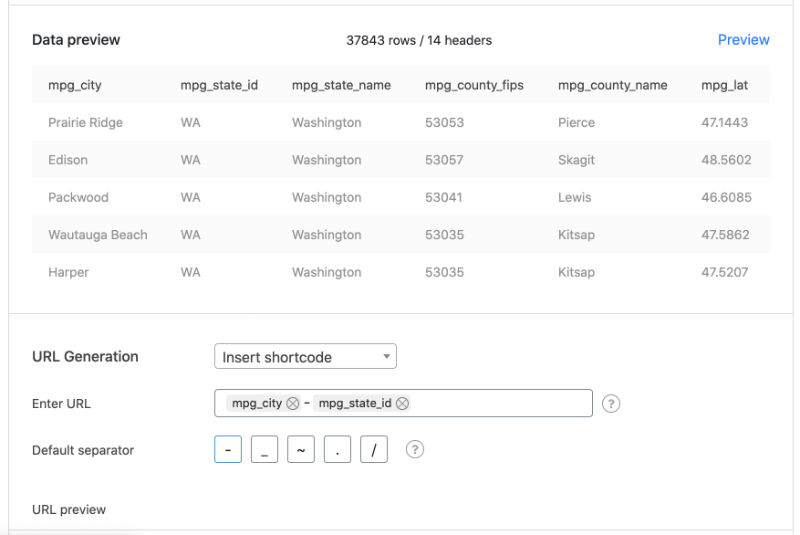 Data preview 37843 rows / 14 headers Preview
mpg_city mpg_state_id mpg_state_name mpg_county_fips mpg_county_name mpg_lat
Prairie Ridge WA Washington 53053 Pierce 47.1443
Edison WA Washington 53057 Skagit 48.5602
Packwood WA Washington 53041 Lewis 46.6085
Wautauga Beach WA Washington 53035 Kitsap 47.5862
Harper WA Washington 53035 Kitsap 47.5207
URL Generation Insert shortcode
Enter URL mpg_city - mpg_state_id ?
Default separator - _ ~ . / ?
URL preview